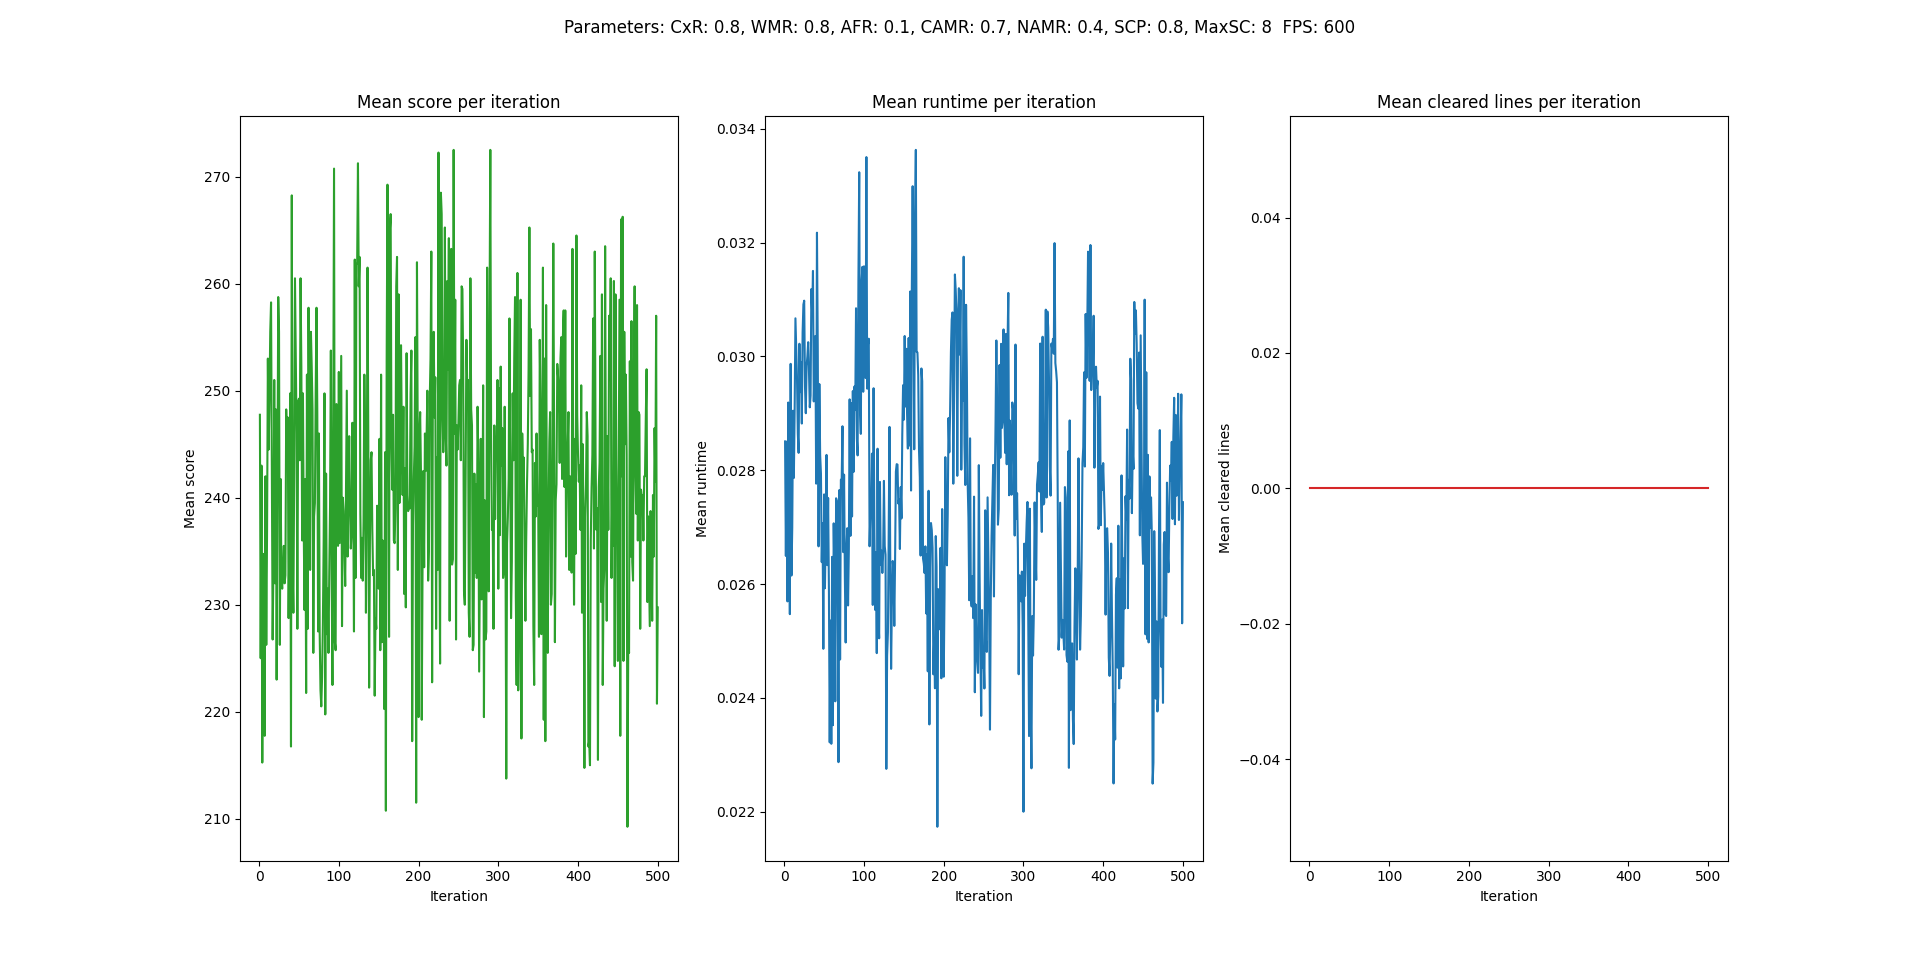 Parameters: CxR: 0.8, WMR: 0.8, AFR: 0.1, CAMR: 0.7, NAMR: 0.4, SCP: 0.8, MaxSC: 8  FPS: 600
Mean score per iteration
270
260
250
240
230
220
210
Mean score
0 100 200 300 400 500
Iteration
Mean runtime per iteration
0.034
0.032
0.030
0.028
0.026
0.024
0.022
Mean runtime
0 100 200 300 400 500
Iteration
Mean cleared lines per iteration
0.04
0.02
0.00
−0.02
−0.04
Mean cleared lines
0 100 200 300 400 500
Iteration